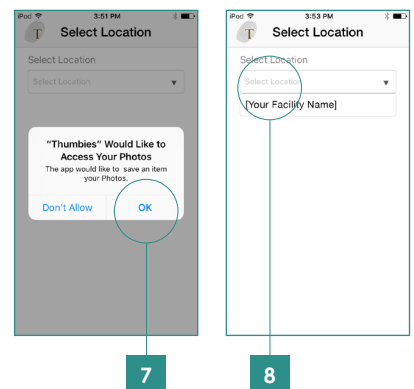 iPod 3:51 PM
T Select Location
Select Location
Select Location
"Thumbies" Would Like to
Access Your Photos
The app would like to save an item
your Photos.
Don't Allow OK
7
iPod 3:53 PM
T Select Location
Select Location
Select Location
[Your Facility Name]
8